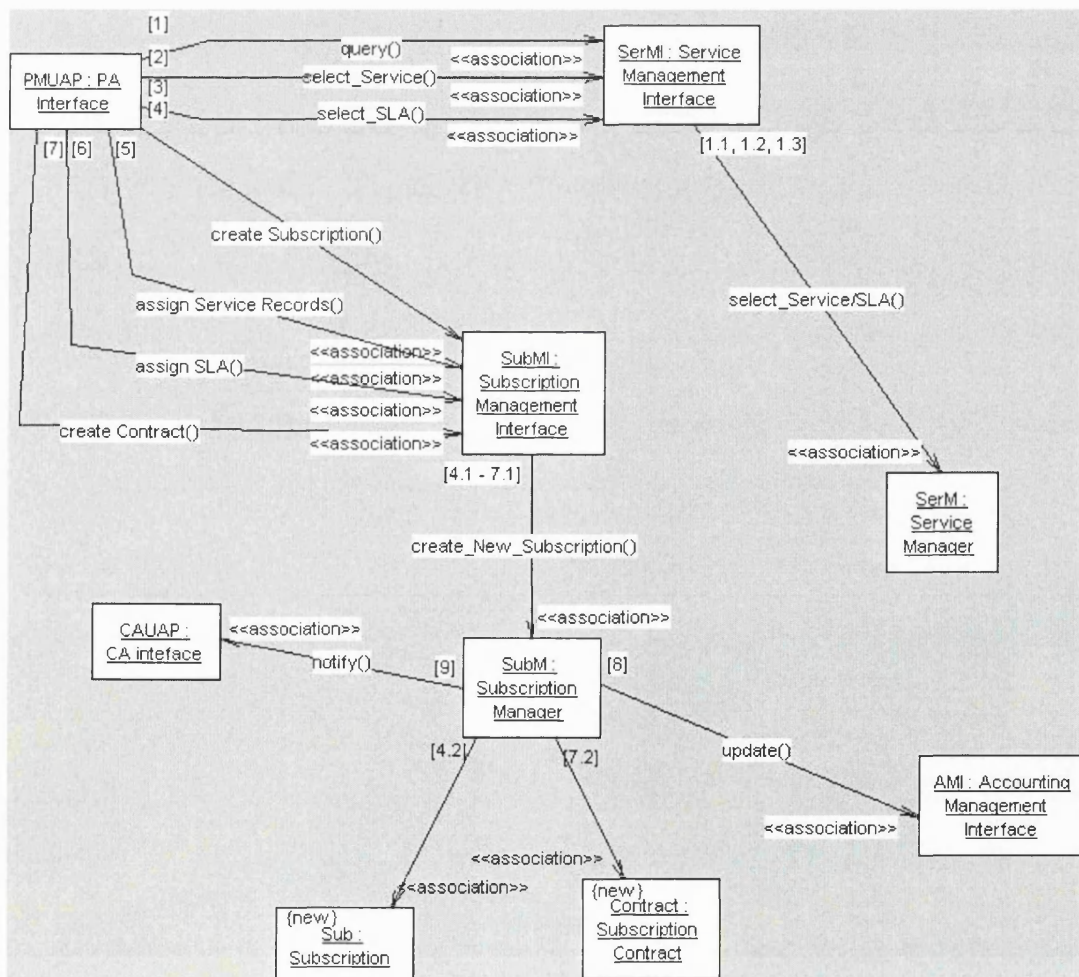 [1]
query()
[2]
<<association>>
SerMI : Service
Management
Interface
PMUAP : PA
Interface
[3]
select_Service()
<<association>>
[4]
select_SLA()
<<association>>
[1.1, 1.2, 1.3]
[7]
[6]
[5]
create Subscription()
assign Service Records()
select_Service/SLA()
<<association>>
assign SLA()
<<association>>
<<association>>
create Contract()
<<association>>
SubMI :
Subscription
Management
Interface
[4.1 - 7.1]
<<association>>
SerM :
Service
Manager
create_New_Subscription()
<<association>>
CAUAP :
CA inteface
<<association>>
notify()
[9]
SubM :
Subscription
Manager
[8]
[4.2]
[7.2]
update()
AMI : Accounting
Management
Interface
<<association>>
<<association>>
<<association>>
{new}
Sub :
Subscription
{new}
Contract :
Subscription
Contract